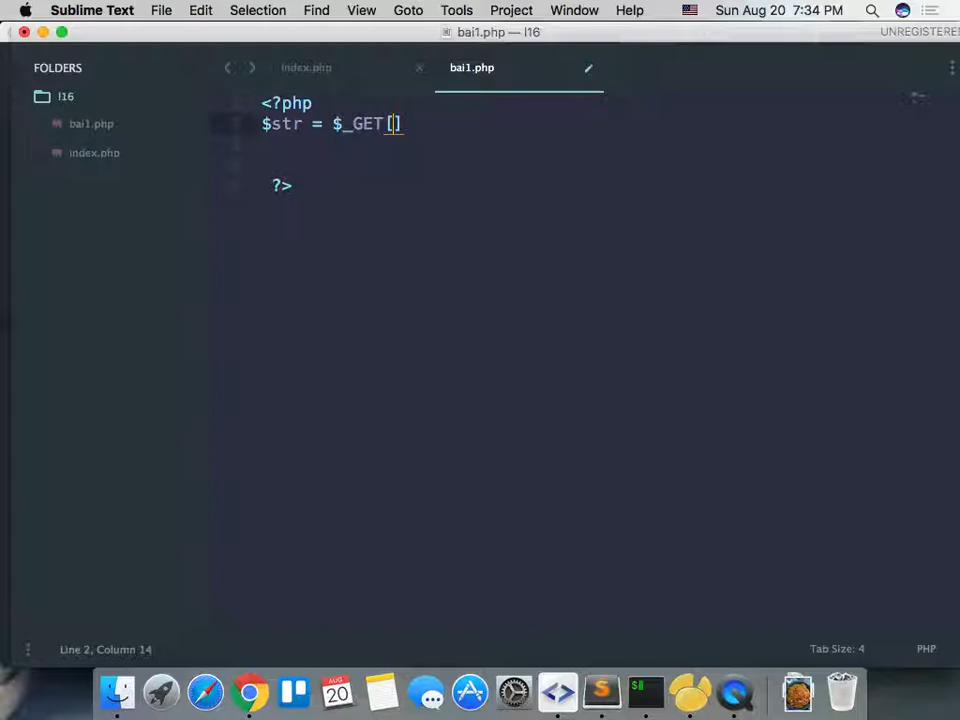 Sublime Text File Edit Selection Find View Goto Tools Project Window Help Sun Aug 20 7:34 PM
bai1.php — l16 UNREGISTERE
FOLDERS
l16
bai1.php
index.php
index.php bai1.php
<?php
$str = $_GET[]
?>
Line 2, Column 14 Tab Size: 4 PHP
AUG
20